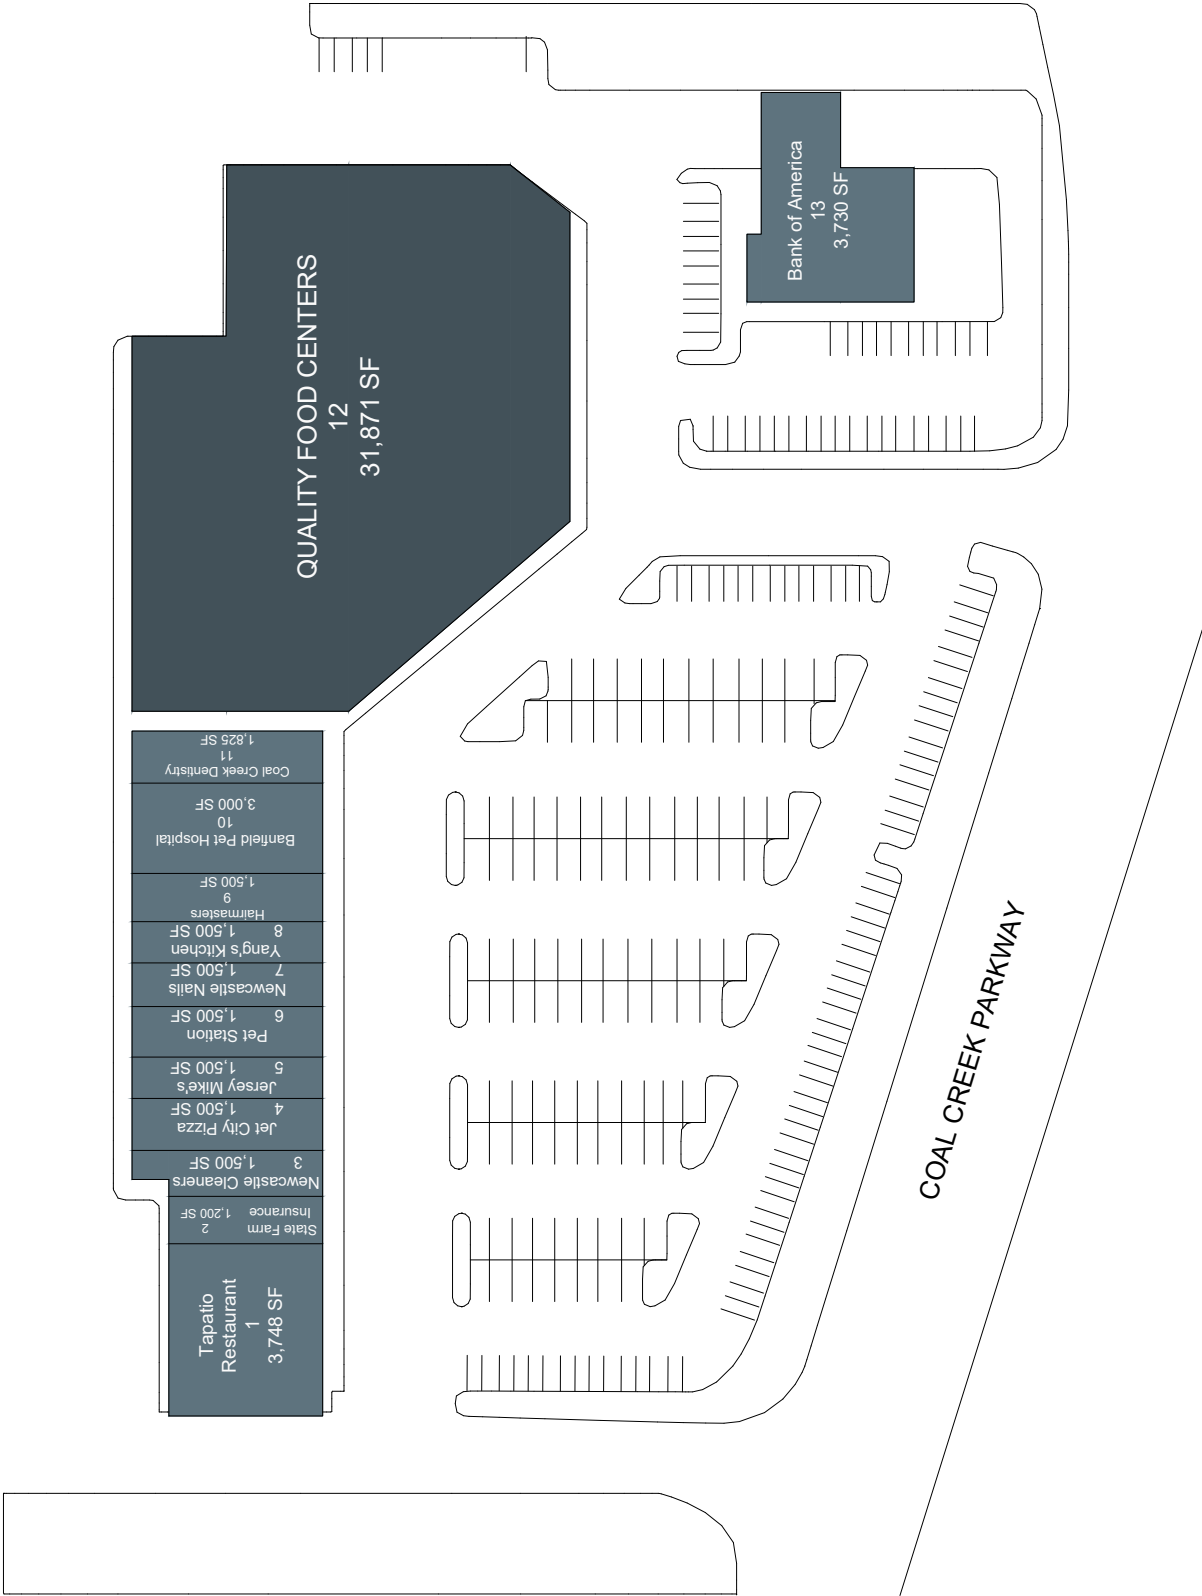 Bank of America
13
3,730 SF
QUALITY FOOD CENTERS
12
31,871 SF
Coal Creek Dentistry
11
1,825 SF
Banfield Pet Hospital
10
3,000 SF
Hairmasters
9
1,500 SF
Yang's Kitchen
8 1,500 SF
Newcastle Nails
7 1,500 SF
Pet Station
6 1,500 SF
Jersey Mike's
5 1,500 SF
Jet City Pizza
4 1,500 SF
Newcastle Cleaners
3 1,500 SF
State Farm
Insurance
2
1,200 SF
Tapatio
Restaurant
1
3,748 SF
COAL CREEK PARKWAY